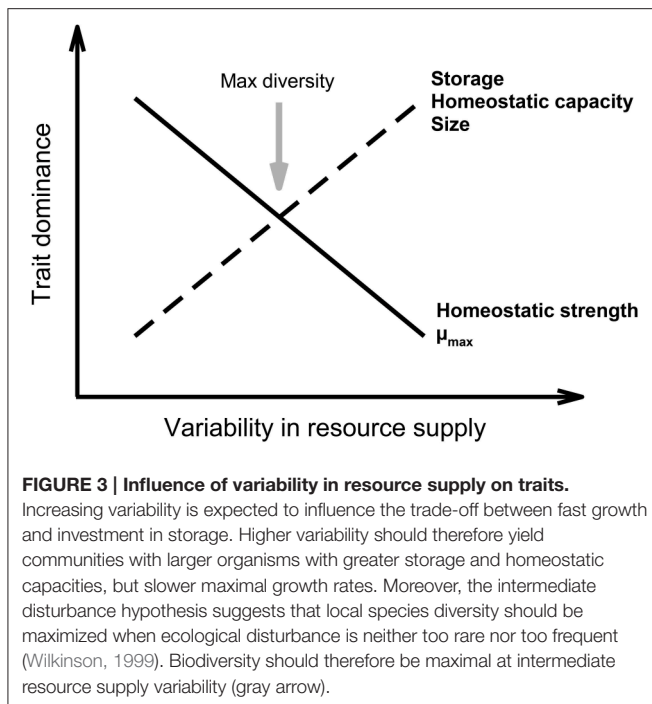 Max diversity
Storage
Homeostatic capacity
Size
Trait dominance
Homeostatic strength
μmax
Variability in resource supply
FIGURE 3 | Influence of variability in resource supply on traits.
Increasing variability is expected to influence the trade-off between fast growth
and investment in storage. Higher variability should therefore yield
communities with larger organisms with greater storage and homeostatic
capacities, but slower maximal growth rates. Moreover, the intermediate
disturbance hypothesis suggests that local species diversity should be
maximized when ecological disturbance is neither too rare nor too frequent
(Wilkinson, 1999). Biodiversity should therefore be maximal at intermediate
resource supply variability (gray arrow).